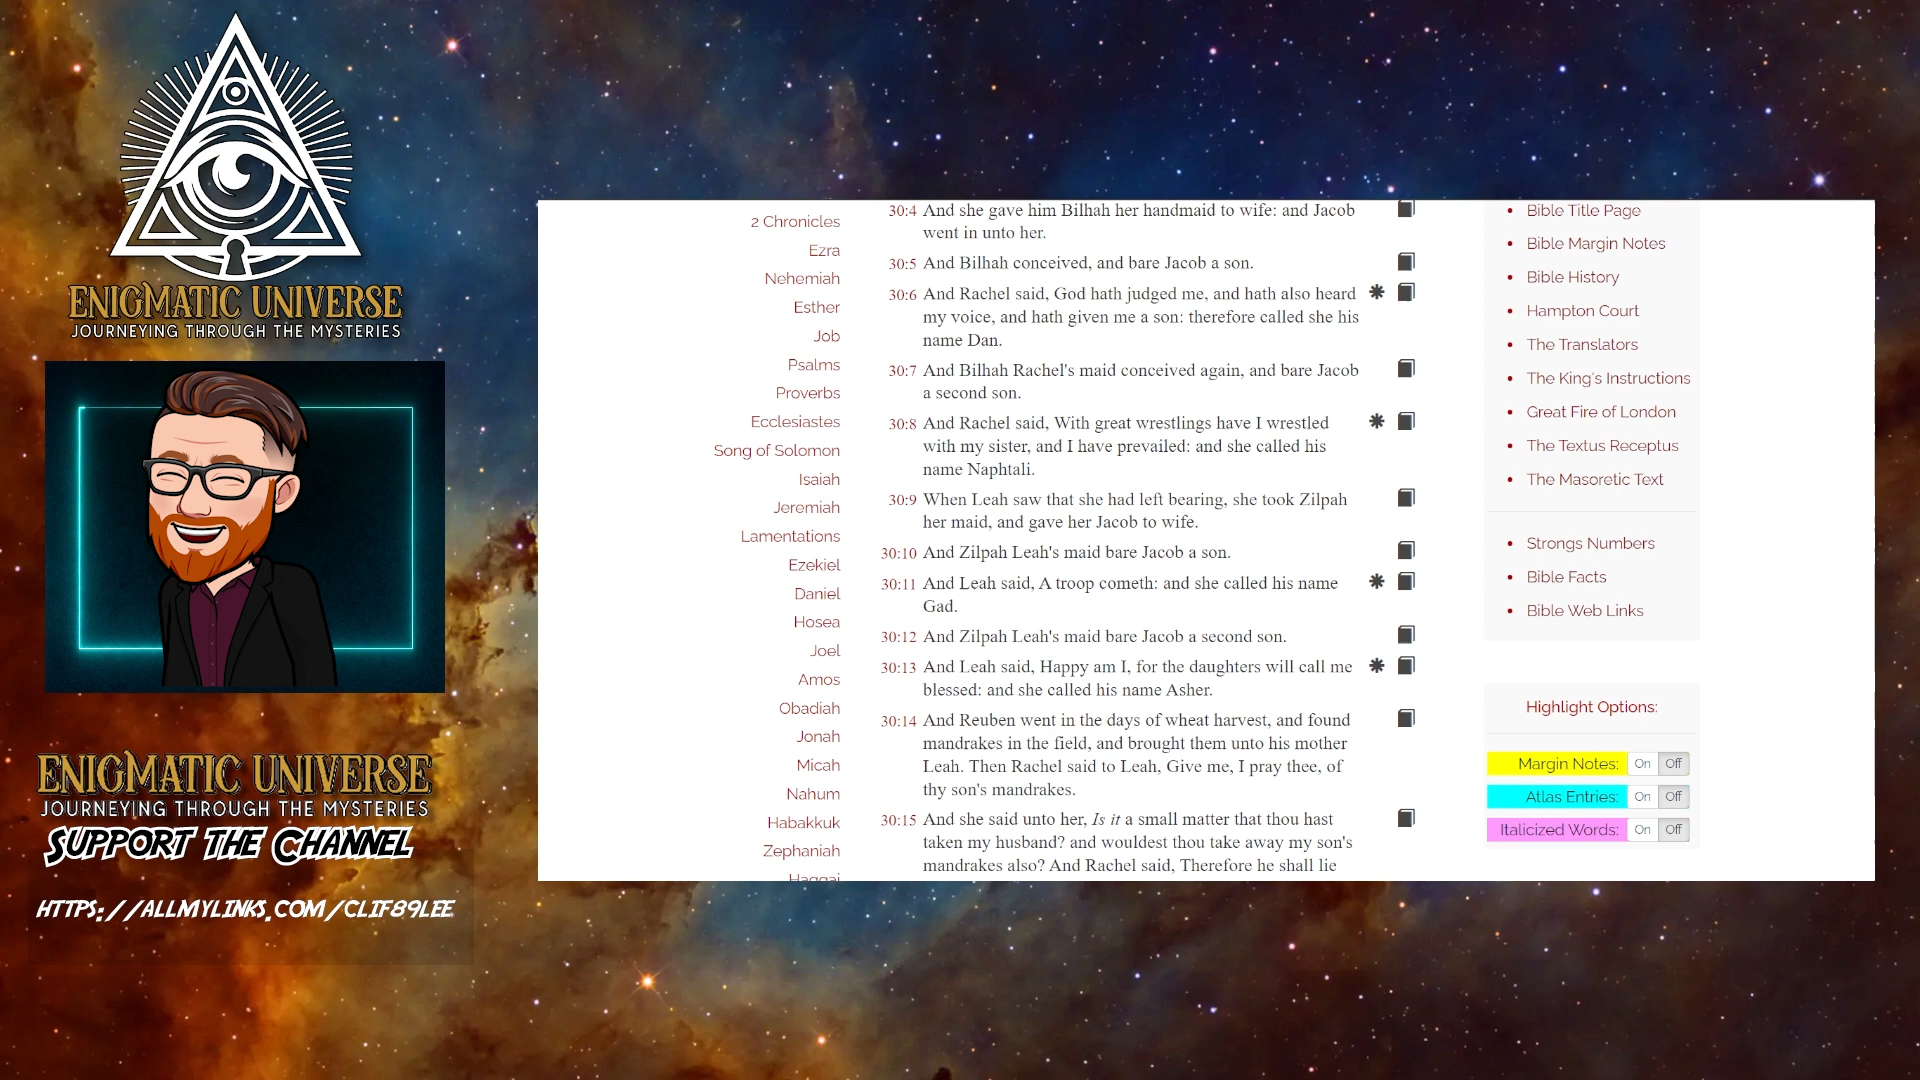 ENIGMATIC UNIVERSE
JOURNEYING THROUGH THE MYSTERIES
ENIGMATIC UNIVERSE
JOURNEYING THROUGH THE MYSTERIES
SUPPORT THE CHANNEL
HTTPS://ALLMYLINKS.COM/CLIF89LEE
2 Chronicles
Ezra
Nehemiah
Esther
Job
Psalms
Proverbs
Ecclesiastes
Song of Solomon
Isaiah
Jeremiah
Lamentations
Ezekiel
Daniel
Hosea
Joel
Amos
Obadiah
Jonah
Micah
Nahum
Habakkuk
Zephaniah
Haggai
30:4 And she gave him Bilhah her handmaid to wife: and Jacob
went in unto her.
30:5 And Bilhah conceived, and bare Jacob a son.
30:6 And Rachel said, God hath judged me, and hath also heard
my voice, and hath given me a son: therefore called she his
name Dan.
30:7 And Bilhah Rachel's maid conceived again, and bare Jacob
a second son.
30:8 And Rachel said, With great wrestlings have I wrestled
with my sister, and I have prevailed: and she called his
name Naphtali.
30:9 When Leah saw that she had left bearing, she took Zilpah
her maid, and gave her Jacob to wife.
30:10 And Zilpah Leah's maid bare Jacob a son.
30:11 And Leah said, A troop cometh: and she called his name
Gad.
30:12 And Zilpah Leah's maid bare Jacob a second son.
30:13 And Leah said, Happy am I, for the daughters will call me
blessed: and she called his name Asher.
30:14 And Reuben went in the days of wheat harvest, and found
mandrakes in the field, and brought them unto his mother
Leah. Then Rachel said to Leah, Give me, I pray thee, of
thy son's mandrakes.
30:15 And she said unto her, Is it a small matter that thou hast
taken my husband? and wouldest thou take away my son's
mandrakes also? And Rachel said, Therefore he shall lie
Bible Title Page
Bible Margin Notes
Bible History
Hampton Court
The Translators
The King's Instructions
Great Fire of London
The Textus Receptus
The Masoretic Text
Strongs Numbers
Bible Facts
Bible Web Links
Highlight Options:
Margin Notes: On Off
Atlas Entries: On Off
Italicized Words: On Off